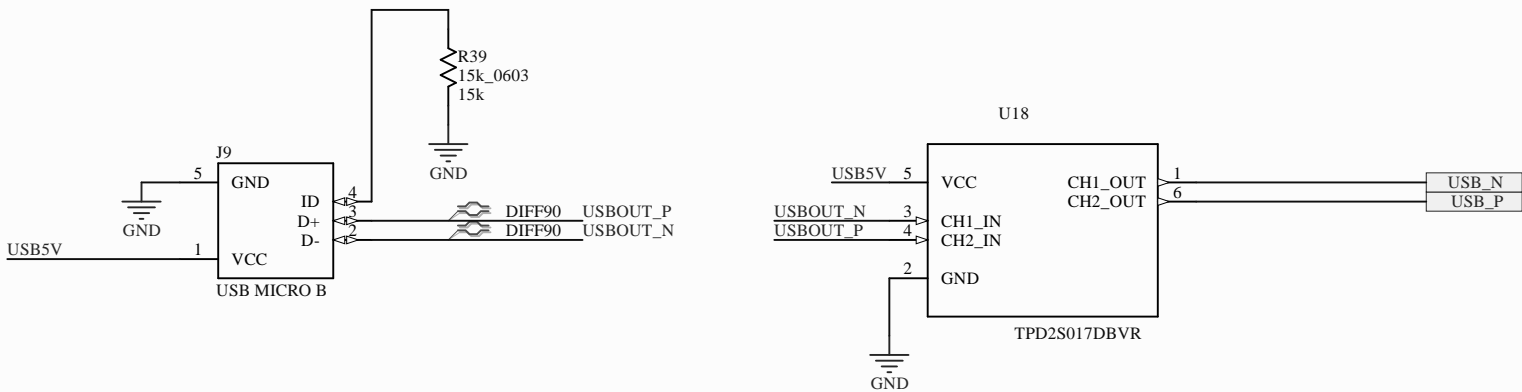 R39
15k_0603
15k
GND
J9
5
GND
GND
ID
4
D+
3
DIFF90
USBOUT_P
D-
2
DIFF90
USBOUT_N
USB5V
1
VCC
USB MICRO B
U18
USB5V
5
VCC
CH1_OUT
1
USB_N
CH2_OUT
6
USB_P
USBOUT_N
3
CH1_IN
USBOUT_P
4
CH2_IN
2
GND
TPD2S017DBVR
GND